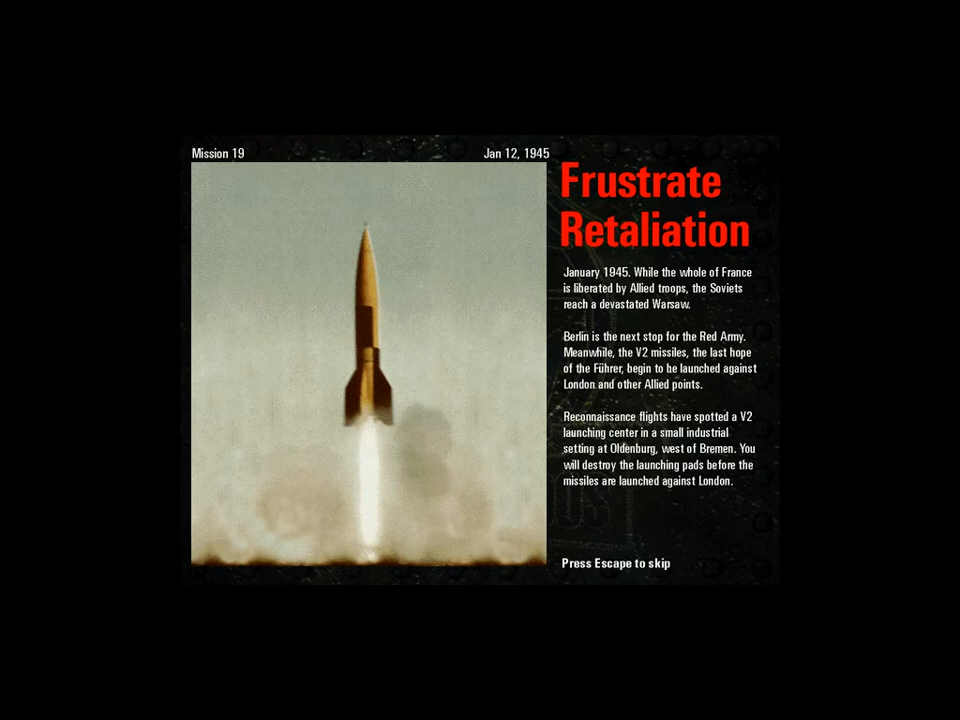 Mission 19
Jan 12, 1945
Frustrate
Retaliation
January 1945. While the whole of France
is liberated by Allied troops, the Soviets
reach a devastated Warsaw.
Berlin is the next stop for the Red Army.
Meanwhile, the V2 missiles, the last hope
of the Führer, begin to be launched against
London and other Allied points.
Reconnaissance flights have spotted a V2
launching center in a small industrial
setting at Oldenburg, west of Bremen. You
will destroy the launching pads before the
missiles are launched against London.
Press Escape to skip